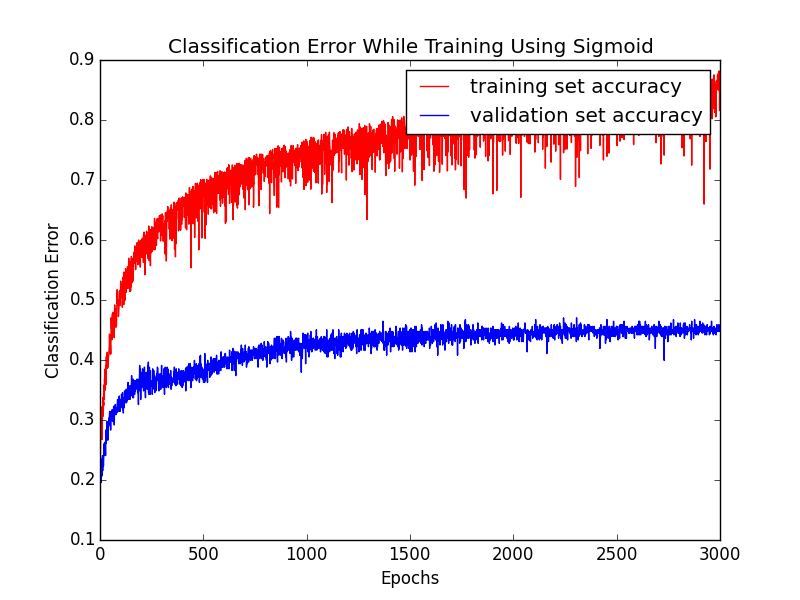 Classification Error While Training Using Sigmoid
training set accuracy
validation set accuracy
Classification Error
0.9
0.8
0.7
0.6
0.5
0.4
0.3
0.2
0.1
0 500 1000 1500 2000 2500 3000
Epochs